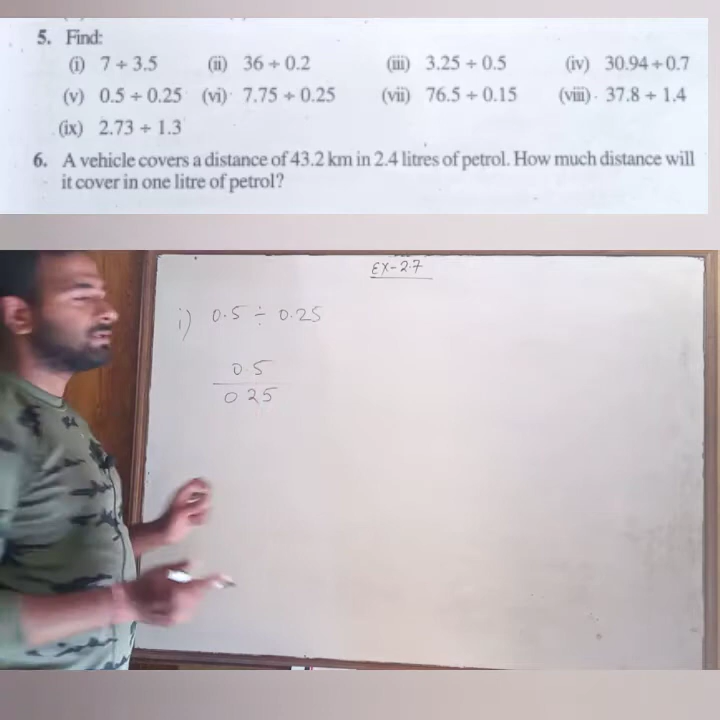 5. Find:
(i) 7 ÷ 3.5 (ii) 36 ÷ 0.2 (iii) 3.25 ÷ 0.5 (iv) 30.94 ÷ 0.7
(v) 0.5 ÷ 0.25 (vi) 7.75 ÷ 0.25 (vii) 76.5 ÷ 0.15 (viii) 37.8 ÷ 1.4
(ix) 2.73 ÷ 1.3
6. A vehicle covers a distance of 43.2 km in 2.4 litres of petrol. How much distance will
it cover in one litre of petrol?
EX-2.7
i) 0.5 ÷ 0.25
0.5
0 25